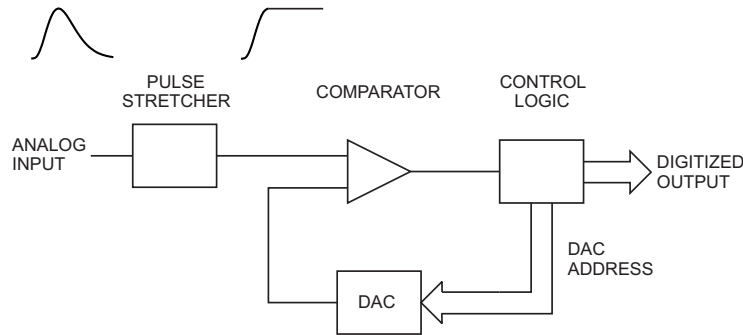 PULSE
STRETCHER
COMPARATOR
CONTROL
LOGIC
ANALOG
INPUT
DIGITIZED
OUTPUT
DAC
ADDRESS
DAC